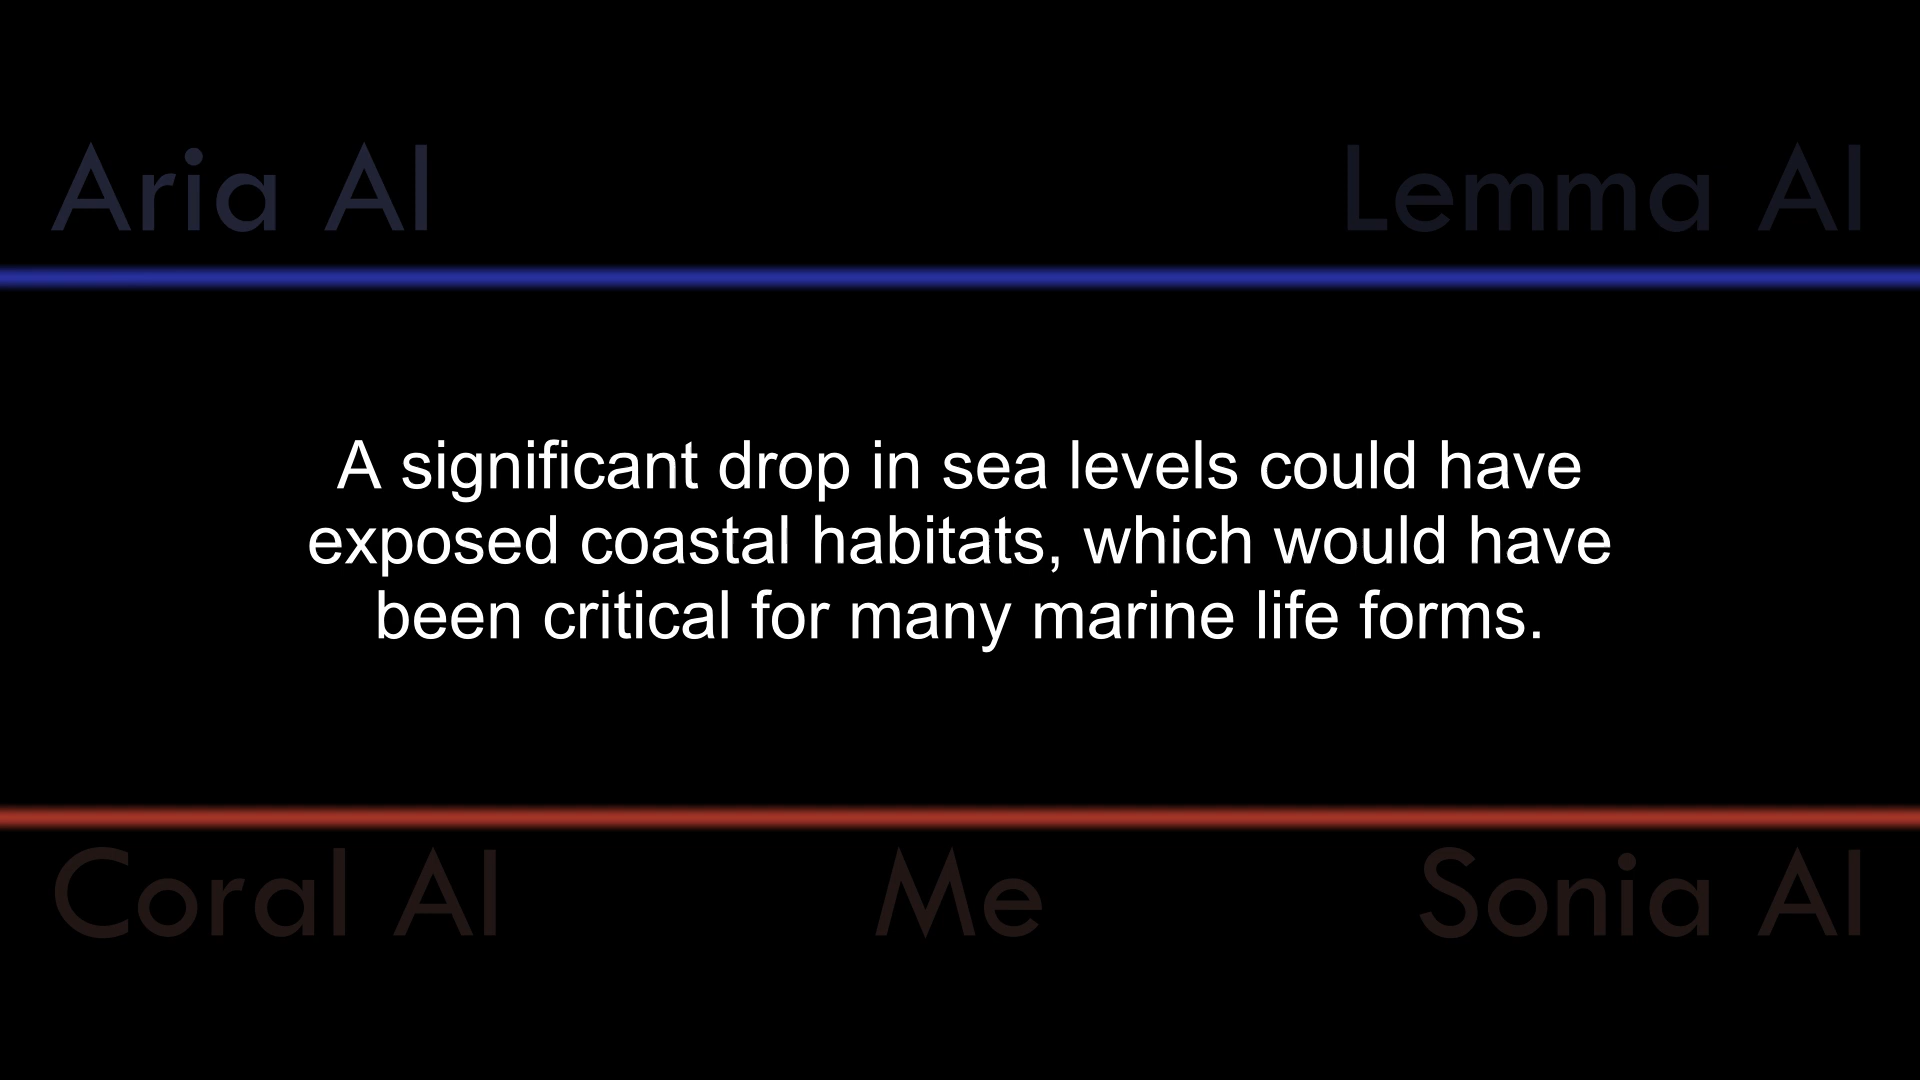 Aria AI
Lemma AI
A significant drop in sea levels could have
exposed coastal habitats, which would have
been critical for many marine life forms.
Coral AI
Me
Sonia AI